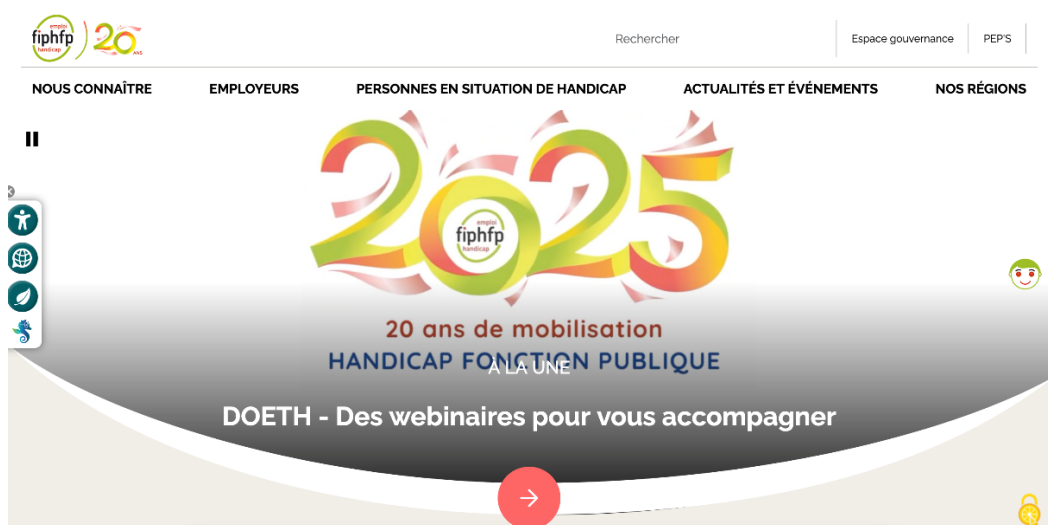 emploi
fiphfp
handicap
20 ANS
Rechercher
Espace gouvernance
PEP'S
NOUS CONNAÎTRE
EMPLOYEURS
PERSONNES EN SITUATION DE HANDICAP
ACTUALITÉS ET ÉVÉNEMENTS
NOS RÉGIONS
2025
emploi
fiphfp
handicap
20 ans de mobilisation
HANDICAP FONCTION PUBLIQUE
À LA UNE
DOETH - Des webinaires pour vous accompagner